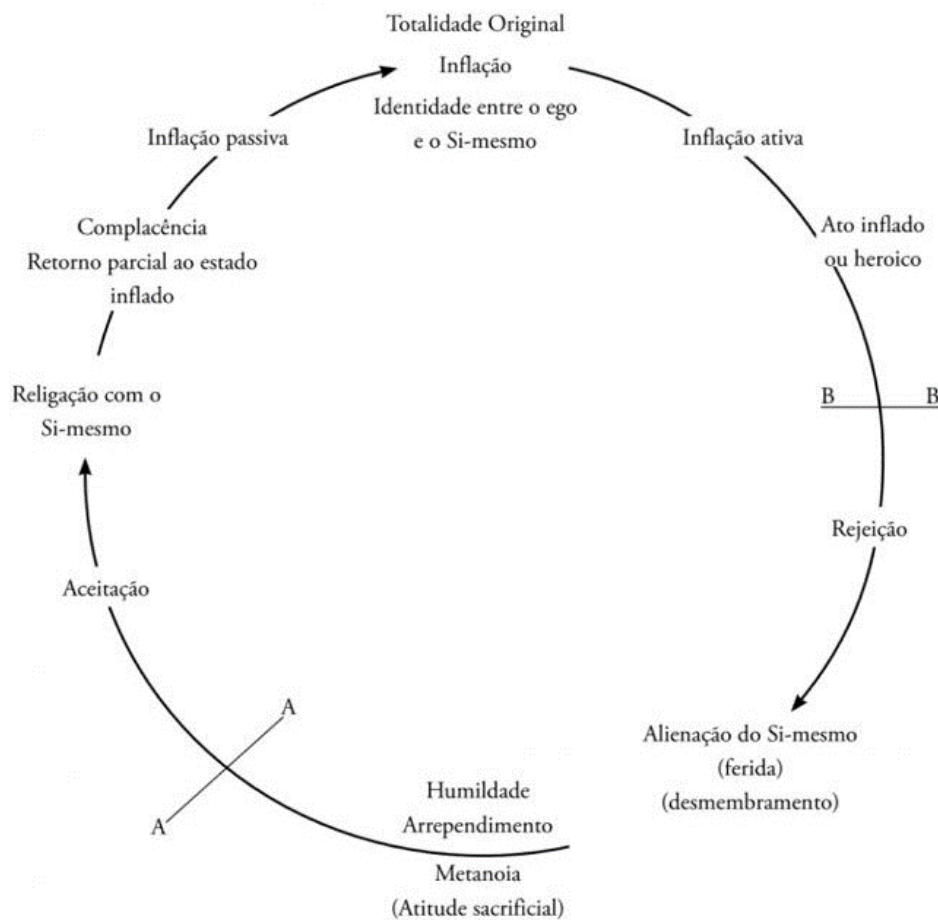 Totalidade Original
Inflação
Identidade entre o ego
e o Si-mesmo
Inflação ativa
Ato inflado
ou heroico
B B
Rejeição
Alienação do Si-mesmo
(ferida)
(desmembramento)
Humildade
Arrependimento
Metanoia
(Atitude sacrificial)
A
A
Aceitação
Religação com o
Si-mesmo
Complacência
Retorno parcial ao estado
inflado
Inflação passiva